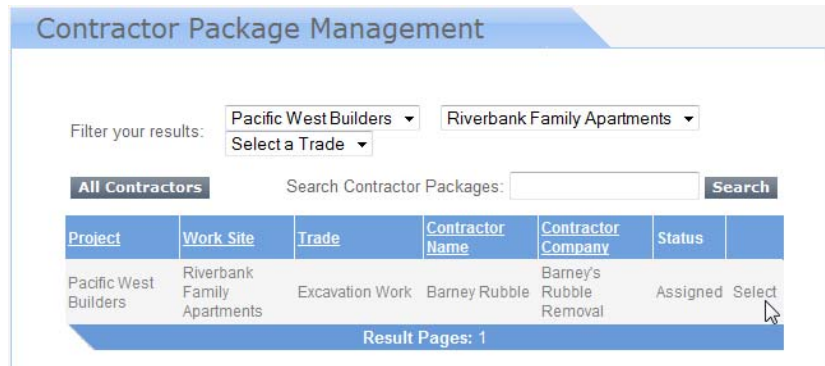 Contractor Package Management
Filter your results:
Pacific West Builders
Riverbank Family Apartments
Select a Trade
All Contractors
Search Contractor Packages:
Search
Project
Work Site
Trade
Contractor
Name
Contractor
Company
Status
Pacific West
Builders
Riverbank
Family
Apartments
Excavation Work
Barney Rubble
Barney's
Rubble
Removal
Assigned
Select
Result Pages: 1